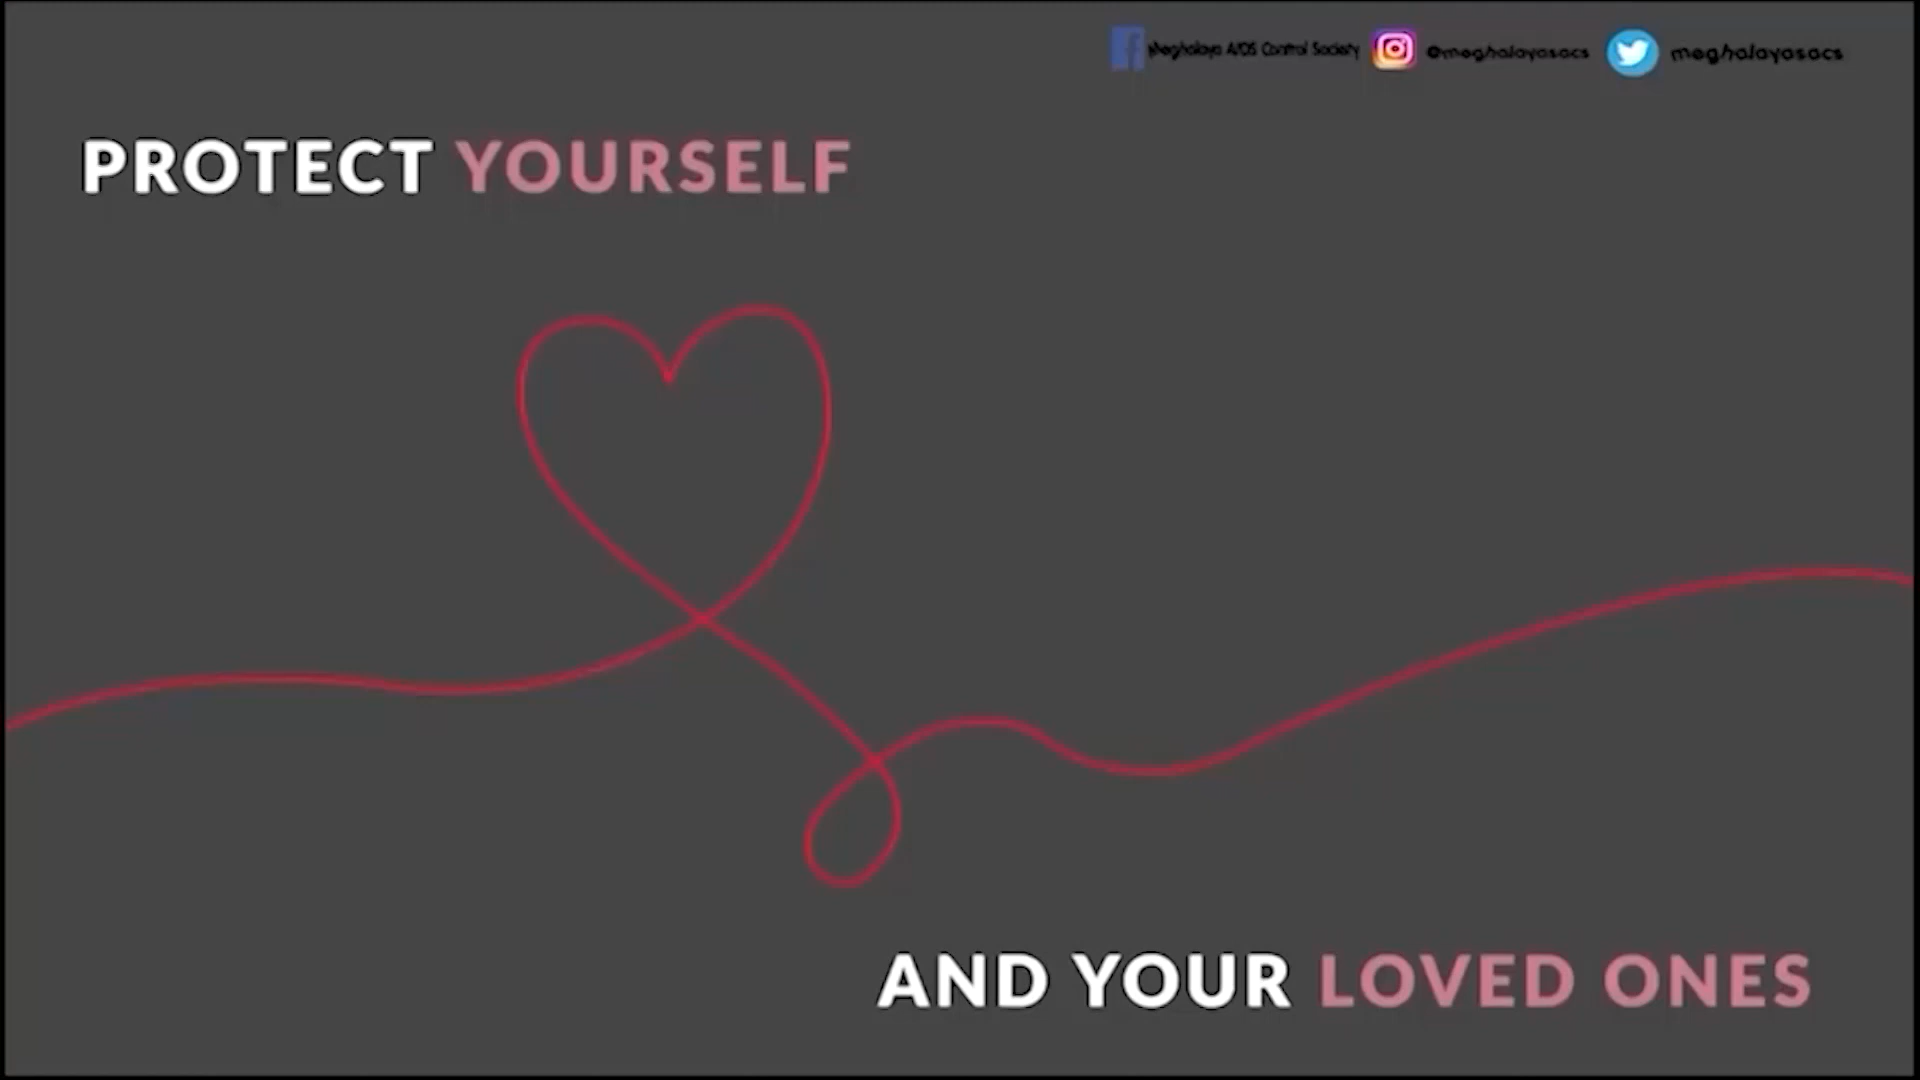 Meghalaya AIDS Control Society @meghalayasacs meghalayasacs
PROTECT YOURSELF
AND YOUR LOVED ONES